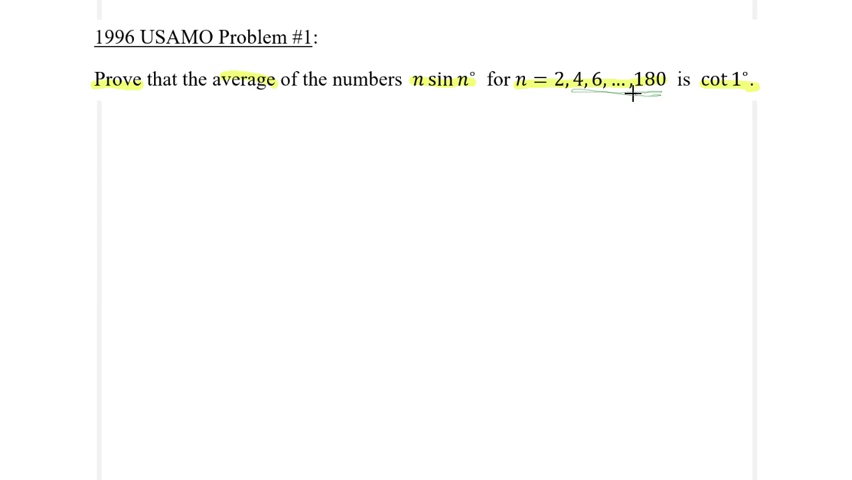 1996 USAMO Problem #1:
Prove that the average of the numbers n sin n° for n = 2, 4, 6, … ,180 is cot 1°.